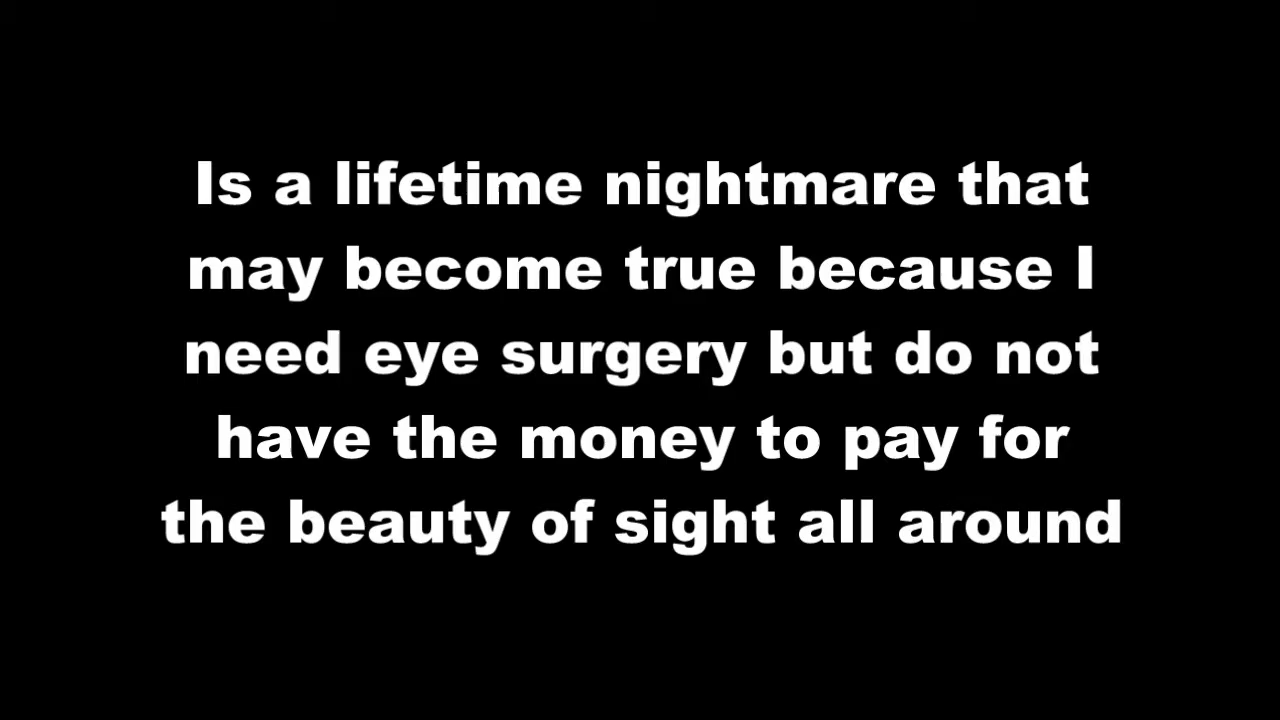 Is a lifetime nightmare that
may become true because I
need eye surgery but do not
have the money to pay for
the beauty of sight all around